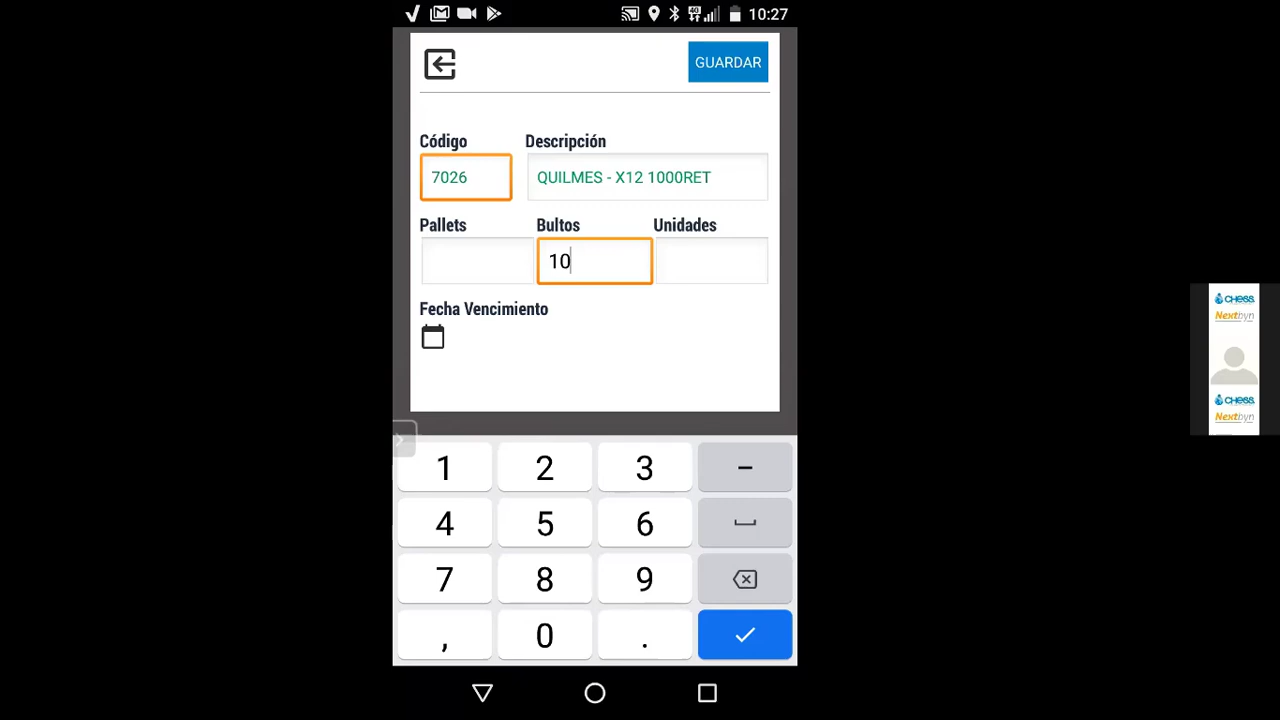 10:27
GUARDAR
Código Descripción
7026 QUILMES - X12 1000RET
Pallets Bultos Unidades
10
Fecha Vencimiento
1 2 3 -
4 5 6
7 8 9
, 0 .
CHESS
Nextbyn
CHESS
Nextbyn